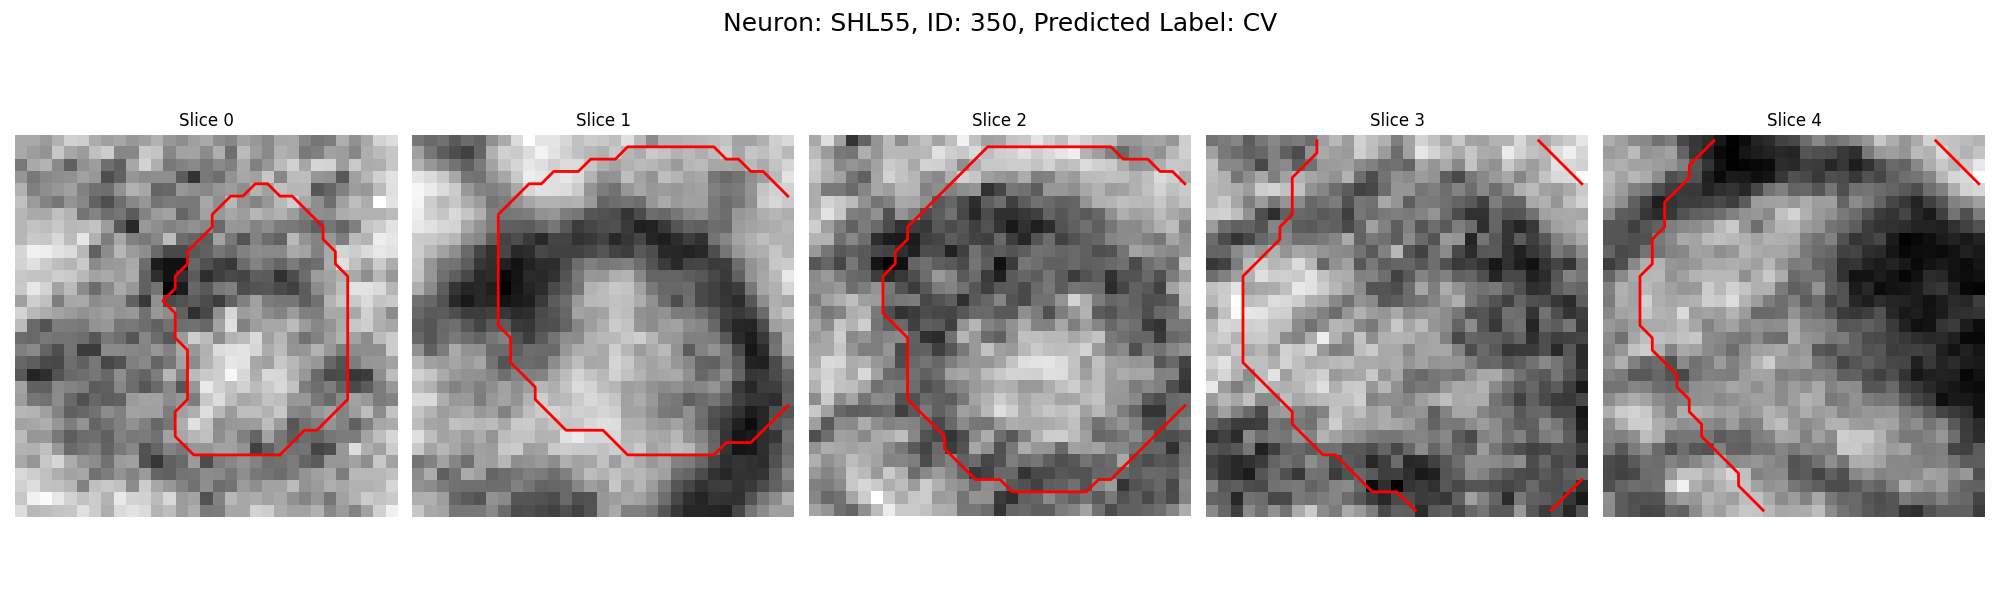 Neuron: SHL55, ID: 350, Predicted Label: CV
Slice 0
Slice 1
Slice 2
Slice 3
Slice 4